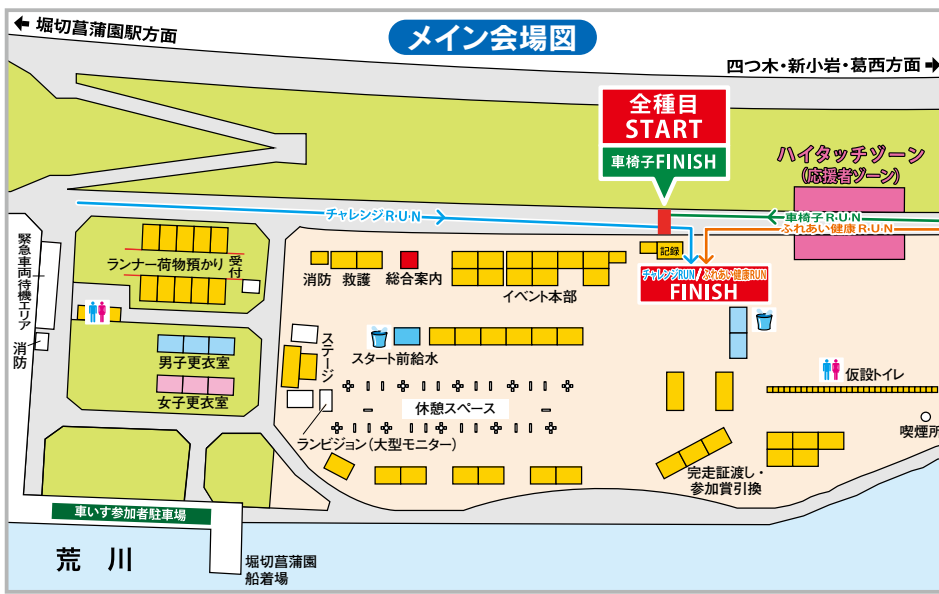 メイン会場図
堀切菖蒲園駅方面
四つ木・新小岩・葛西方面
全種目
START
車椅子FINISH
ハイタッチゾーン
(応援者ゾーン)
チャレンジRUN
車椅子RUN
ふれあい健康RUN
緊急車両待機エリア
消防
ランナー荷物預かり
受付
消防
救護
総合案内
イベント本部
記録
チャレンジRUN/ふれあい健康RUN
FINISH
男子更衣室
女子更衣室
ステージ
スタート前給水
休憩スペース
ランビジョン(大型モニター)
仮設トイレ
喫煙所
完走証渡し・
参加賞引換
車いす参加者駐車場
荒川
堀切菖蒲園
船着場